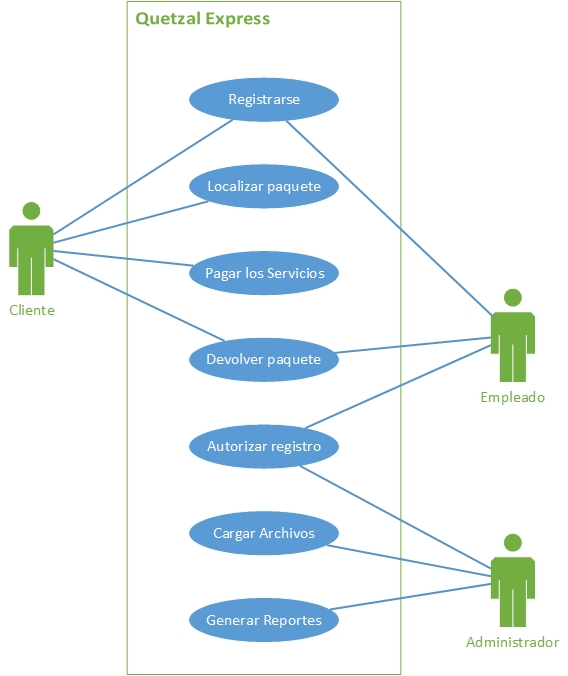 Quetzal Express
Registrarse
Localizar paquete
Pagar los Servicios
Cliente
Devolver paquete
Empleado
Autorizar registro
Cargar Archivos
Generar Reportes
Administrador